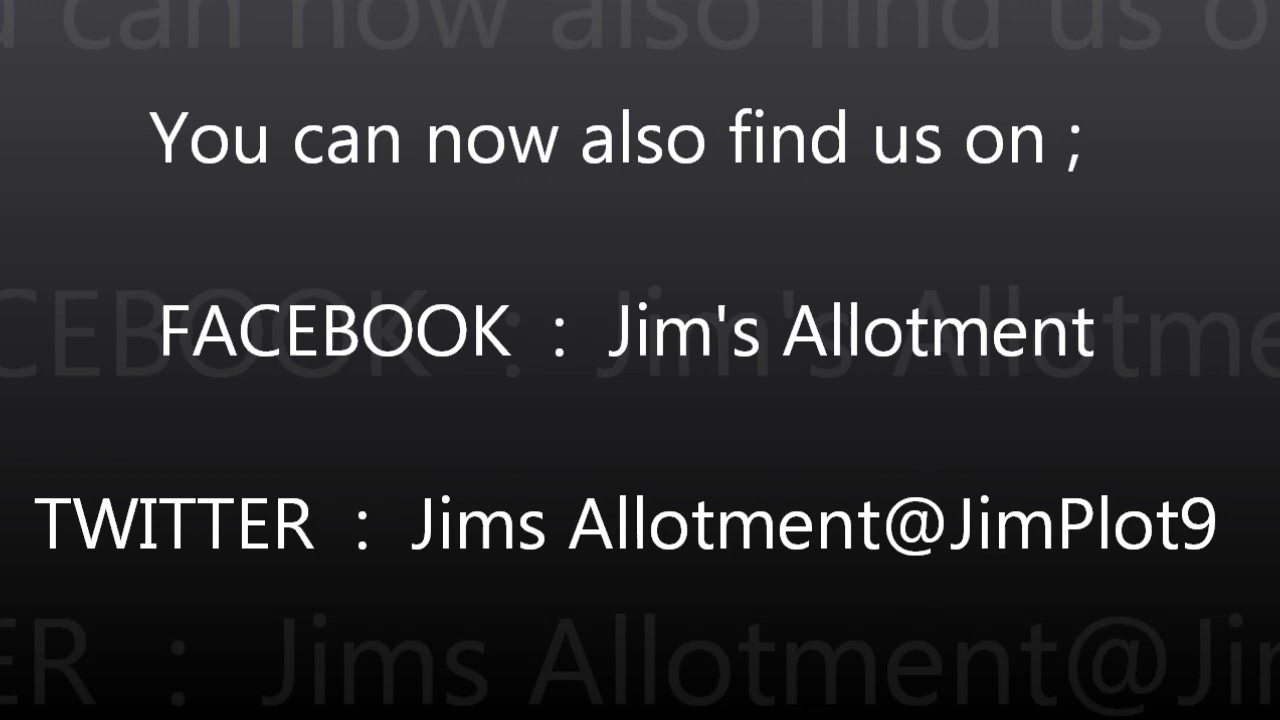 You can now also find us on ;
FACEBOOK : Jim's Allotment
TWITTER : Jims Allotment@JimPlot9